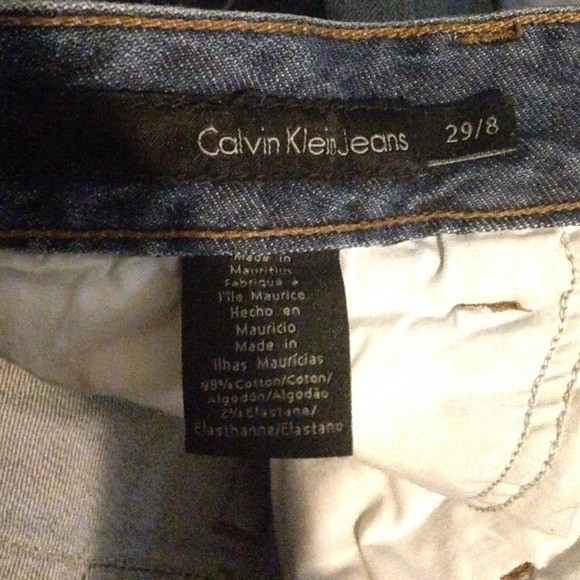 Calvin Klein Jeans 29/8
Made in
Mauritius
Fabriqué à
l'île Maurice
Hecho en
Mauricio
Made in
Ilhas Maurícias
98% Cotton/Coton/
Algodón/Algodão
2% Elastane/
Elasthanne/Elastano